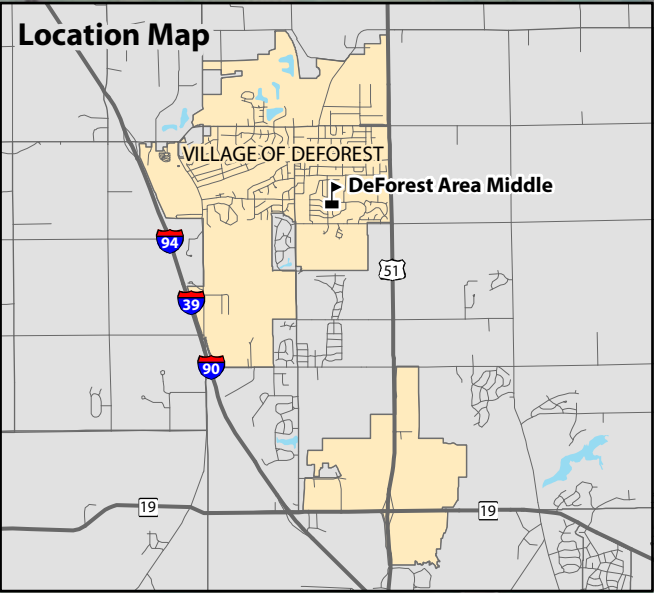 Location Map
VILLAGE OF DEFOREST
DeForest Area Middle
94
51
39
90
19
19